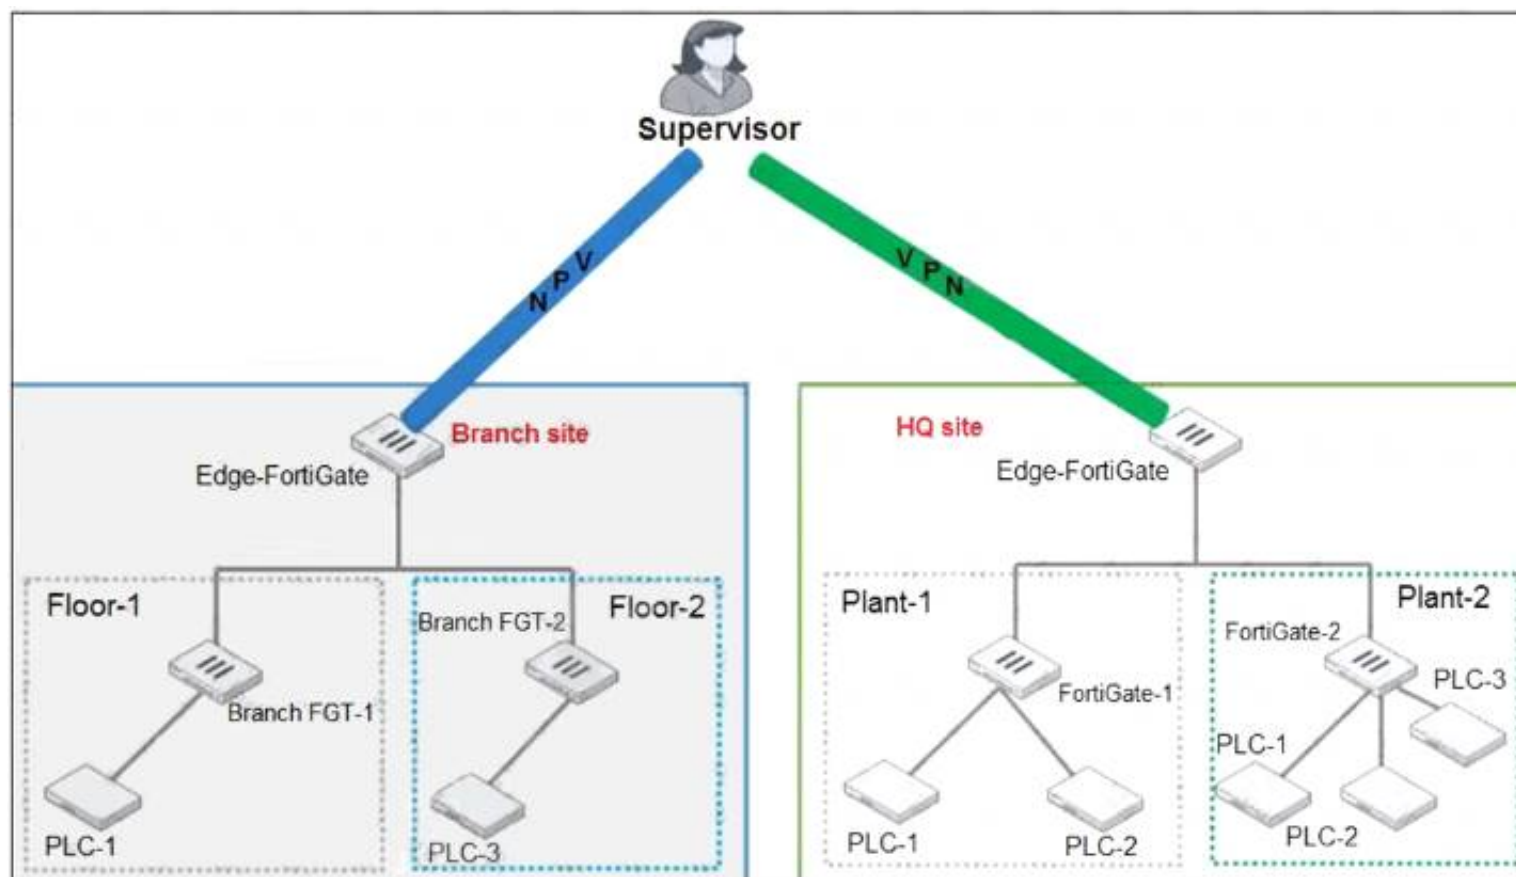 Supervisor
VPN
VPN
Branch site
Edge-FortiGate
HQ site
Edge-FortiGate
Floor-1
Branch FGT-2
Floor-2
Branch FGT-1
PLC-1
PLC-3
Plant-1
FortiGate-1
PLC-1
PLC-2
Plant-2
FortiGate-2
PLC-3
PLC-1
PLC-2